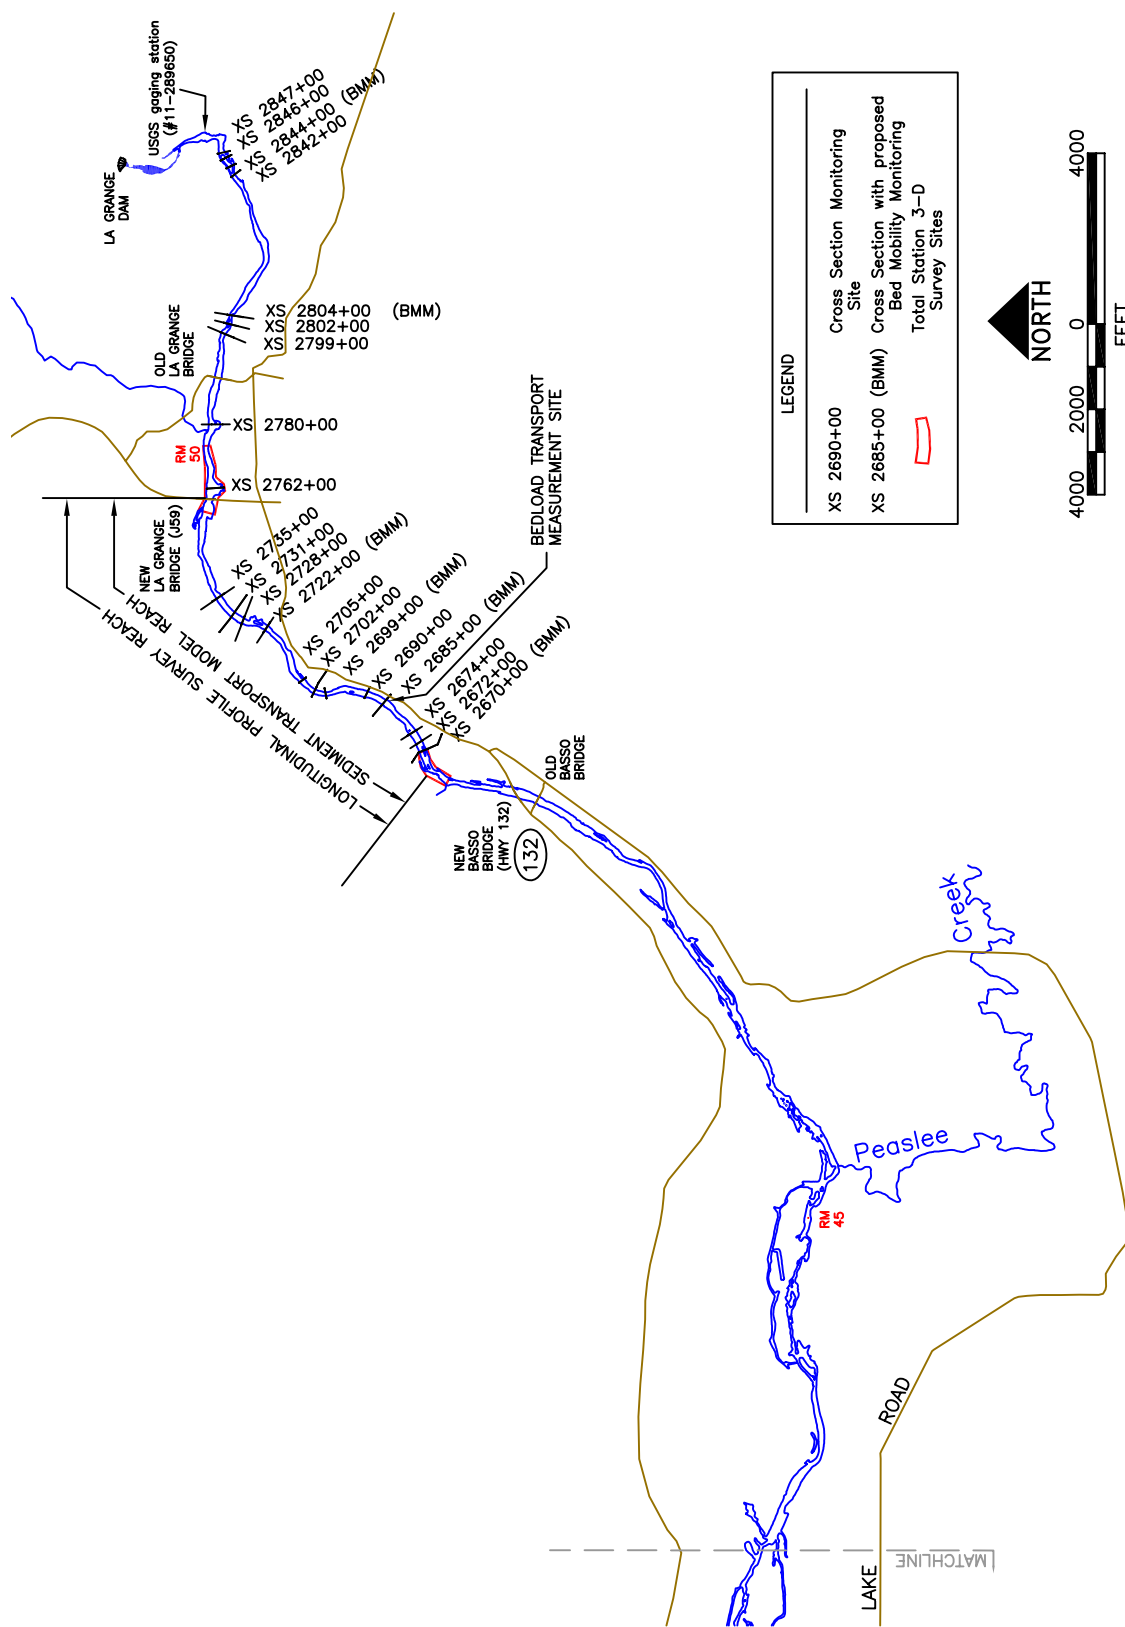 USGS gaging station
(#11-289650)
LA GRANGE
DAM
XS 2847+00
XS 2846+00
XS 2844+00 (BMM)
XS 2842+00
XS 2804+00 (BMM)
XS 2802+00
XS 2799+00
OLD
LA GRANGE
BRIDGE
XS 2780+00
RM
50
XS 2762+00
NEW
LA GRANGE
BRIDGE (J59)
XS 2735+00
XS 2731+00
XS 2728+00
XS 2722+00 (BMM)
XS 2705+00
XS 2702+00
XS 2699+00 (BMM)
XS 2690+00
XS 2685+00 (BMM)
XS 2674+00
XS 2672+00
XS 2670+00 (BMM)
BEDLOAD TRANSPORT
MEASUREMENT SITE
LONGITUDINAL PROFILE SURVEY REACH
SEDIMENT TRANSPORT MODEL REACH
NEW
BASSO
BRIDGE
(HWY 132)
132
OLD
BASSO
BRIDGE
Peaslee
Creek
RM
45
LAKE
ROAD
MATCHLINE
LEGEND
XS 2690+00
Cross Section Monitoring
Site
XS 2685+00 (BMM)
Cross Section with proposed
Bed Mobility Monitoring
Total Station 3-D
Survey Sites
NORTH
4000
2000
0
4000
FEET